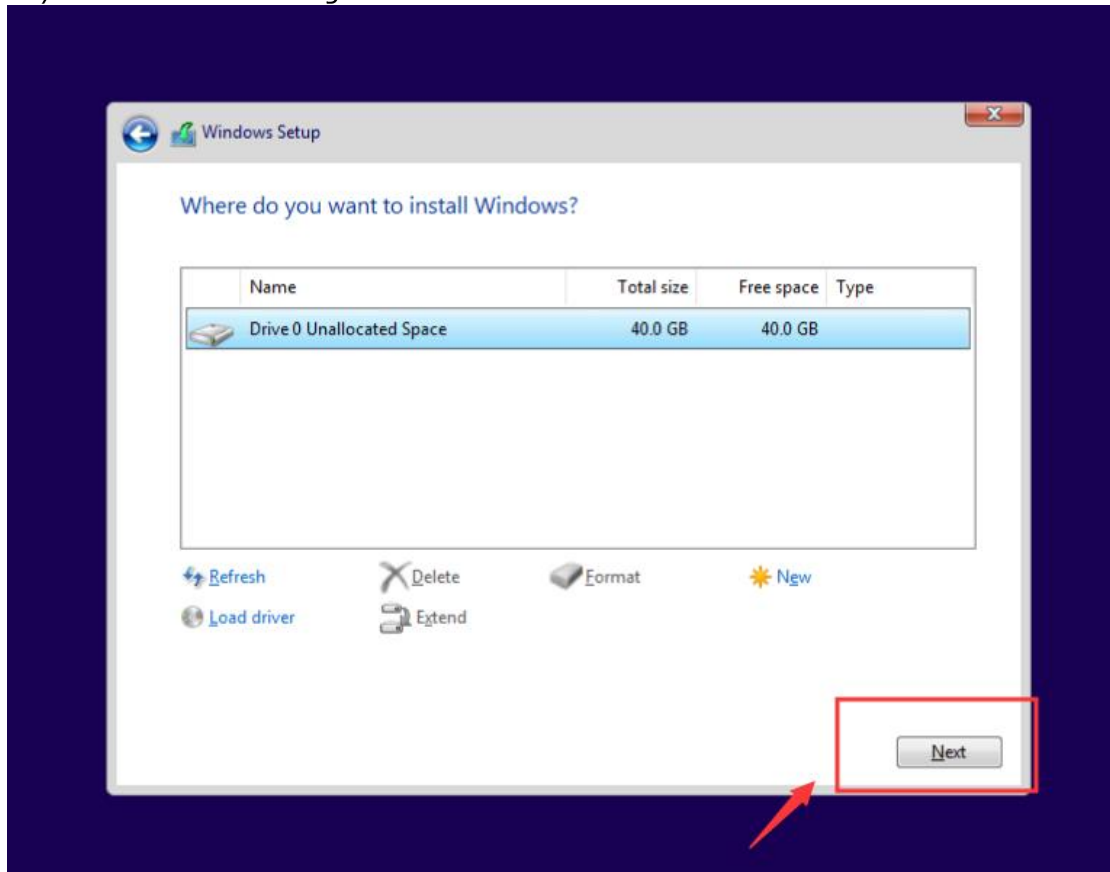 Windows Setup
Where do you want to install Windows?
Name Total size Free space Type
Drive 0 Unallocated Space 40.0 GB 40.0 GB
Refresh Delete Format New
Load driver Extend
Next